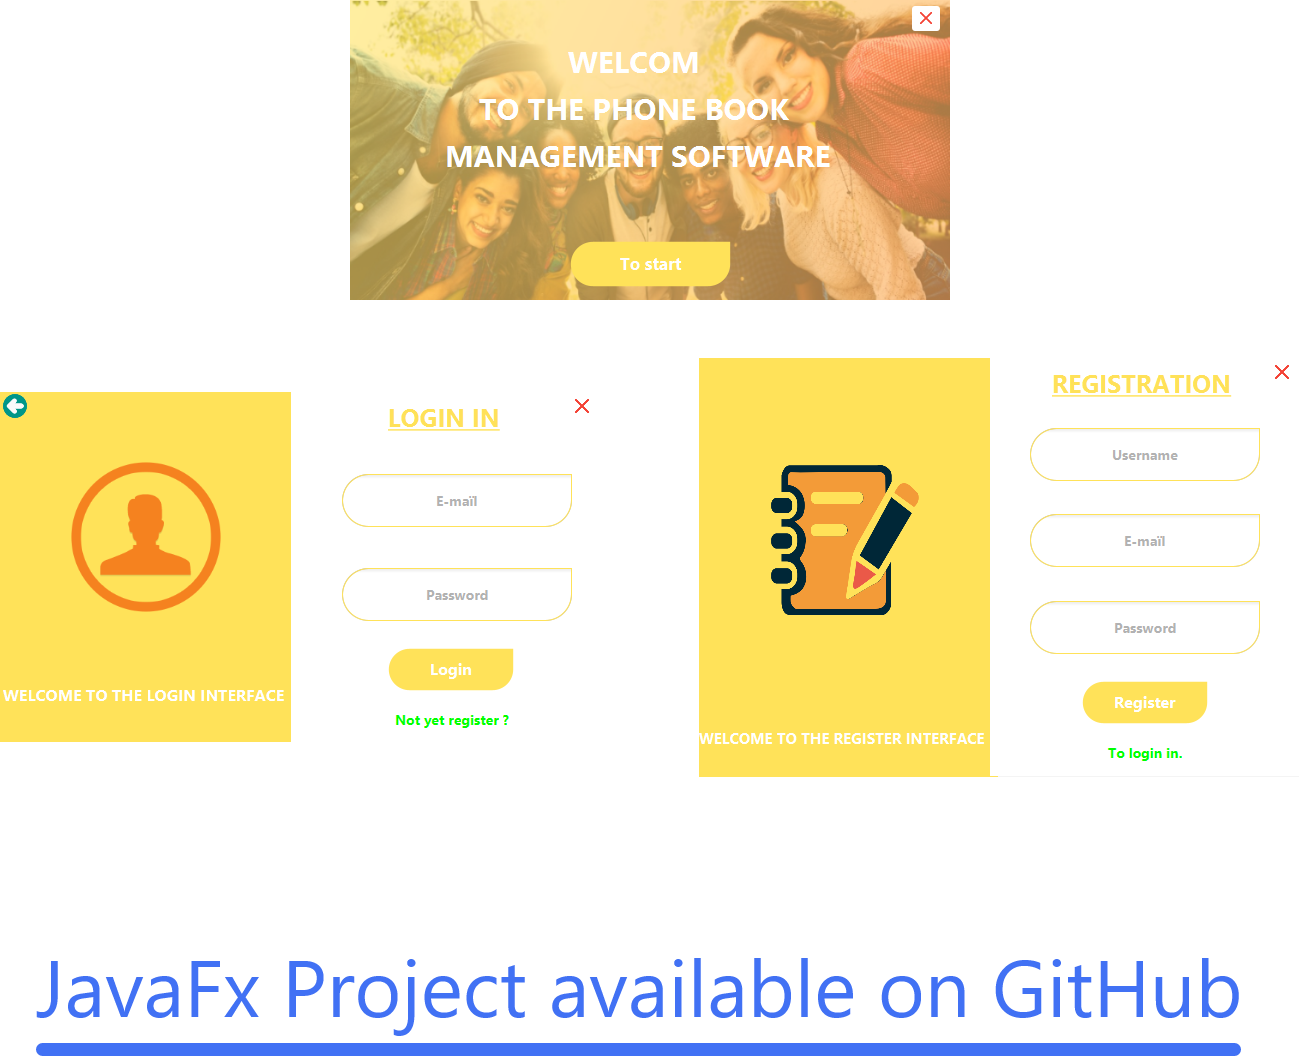 WELCOM
TO THE PHONE BOOK
MANAGEMENT SOFTWARE
To start
LOGIN IN
E-maïl
Password
Login
Not yet register ?
WELCOME TO THE LOGIN INTERFACE
REGISTRATION
Username
E-maïl
Password
Register
To login in.
WELCOME TO THE REGISTER INTERFACE
JavaFx Project available on GitHub